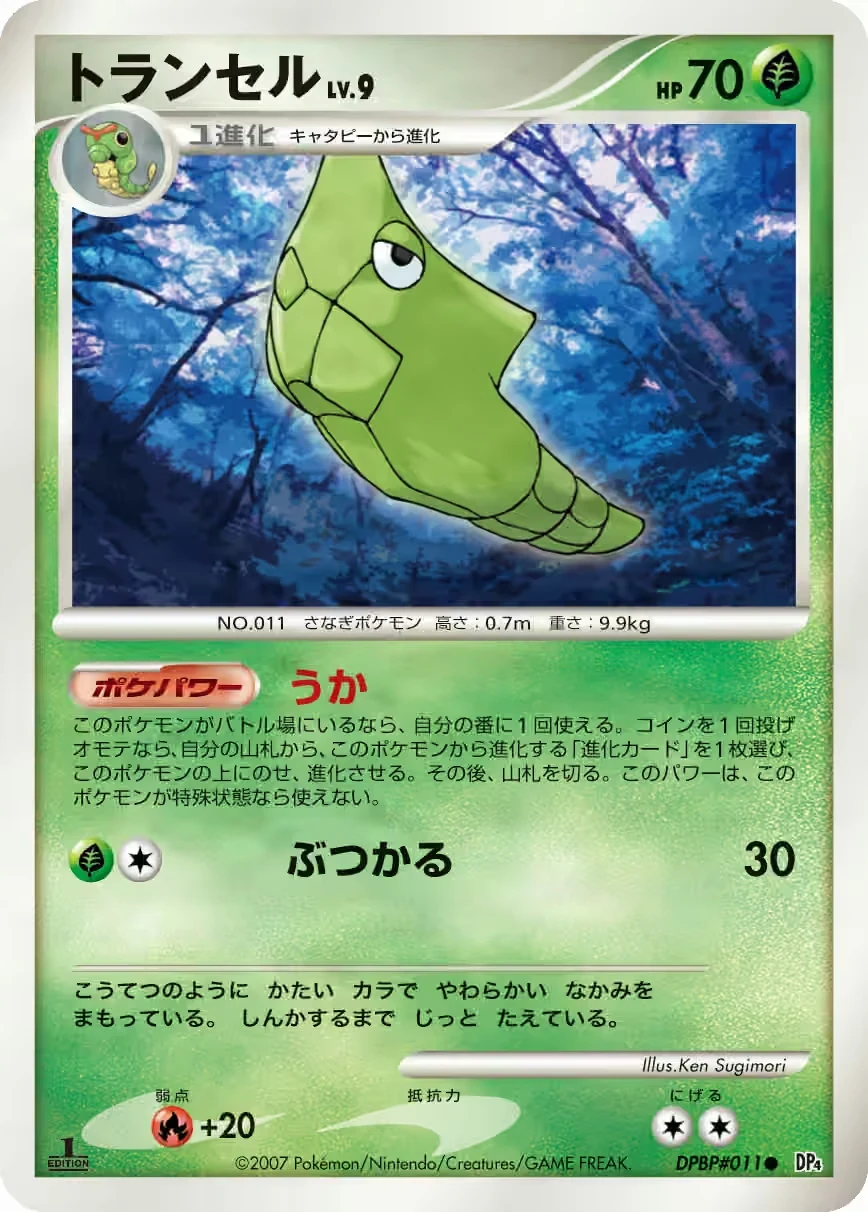 トランセル LV.9 HP 70
1進化 キャタピーから進化
NO.011 さなぎポケモン 高さ:0.7m 重さ:9.9kg
ポケパワー うか
このポケモンがバトル場にいるなら、自分の番に1回使える。コインを1回投げ
オモテなら、自分の山札から、このポケモンから進化する「進化カード」を1枚選び、
このポケモンの上にのせ、進化させる。その後、山札を切る。このパワーは、この
ポケモンが特殊状態なら使えない。
ぶつかる 30
こうてつのように かたい カラで やわらかい なかみを
まもっている。 しんかするまで じっと たえている。
Illus.Ken Sugimori
弱点 抵抗力 にげる
+20
1 EDITION ©2007 Pokémon/Nintendo/Creatures/GAME FREAK. DPBP#011● DP4